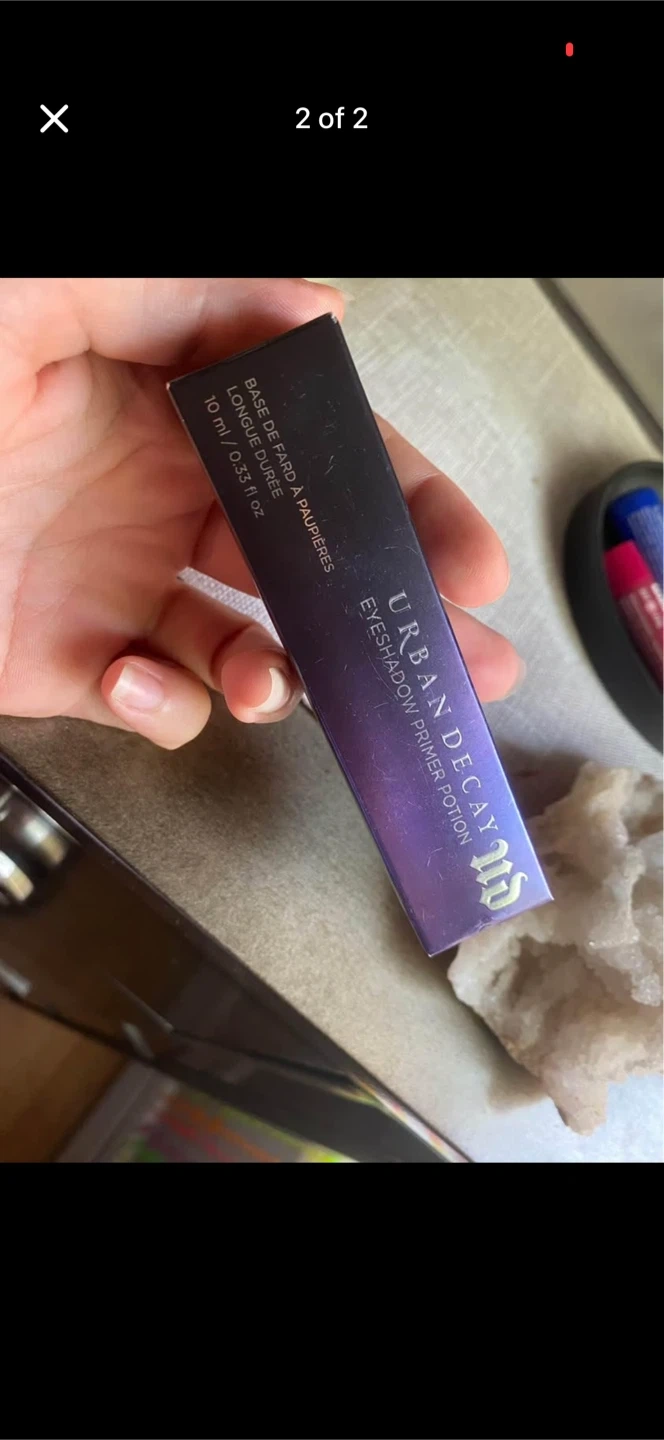 2 of 2
BASE DE FARD À PAUPIÈRES
LONGUE DURÉE
10 ml / 0.33 fl oz
URBAN DECAY
EYESHADOW PRIMER POTION
UD